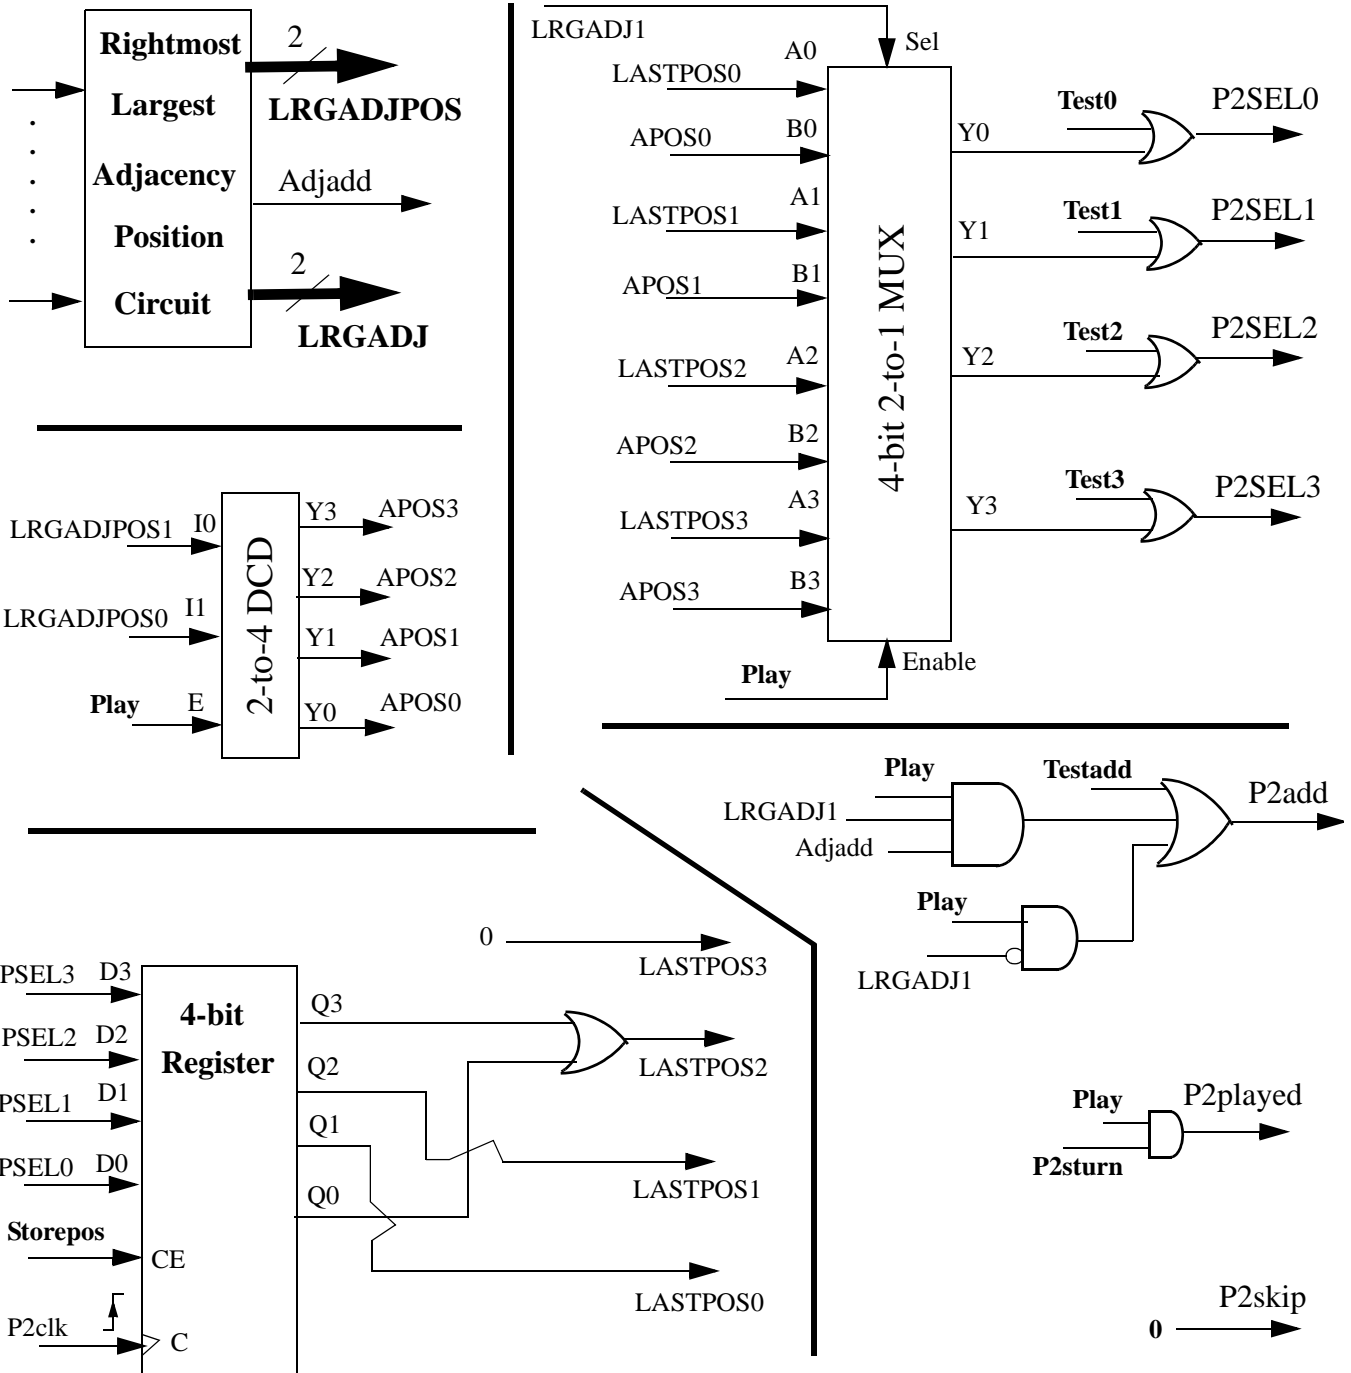 Rightmost
Largest
Adjacency
Position
Circuit
2
LRGADJPOS
Adjadd
2
LRGADJ
LRGADJPOS1
I0
LRGADJPOS0
I1
Play
E
2-to-4 DCD
Y3
APOS3
Y2
APOS2
Y1
APOS1
Y0
APOS0
LRGADJ1
Sel
LASTPOS0
A0
APOS0
B0
LASTPOS1
A1
APOS1
B1
LASTPOS2
A2
APOS2
B2
LASTPOS3
A3
APOS3
B3
Play
Enable
4-bit 2-to-1 MUX
Y0
Test0
P2SEL0
Y1
Test1
P2SEL1
Y2
Test2
P2SEL2
Y3
Test3
P2SEL3
Play
LRGADJ1
Adjadd
Testadd
P2add
Play
LRGADJ1
Play
P2sturn
P2played
0
P2skip
PSEL3
D3
PSEL2
D2
PSEL1
D1
PSEL0
D0
Storepos
CE
P2clk
C
4-bit
Register
Q3
Q2
Q1
Q0
0
LASTPOS3
LASTPOS2
LASTPOS1
LASTPOS0